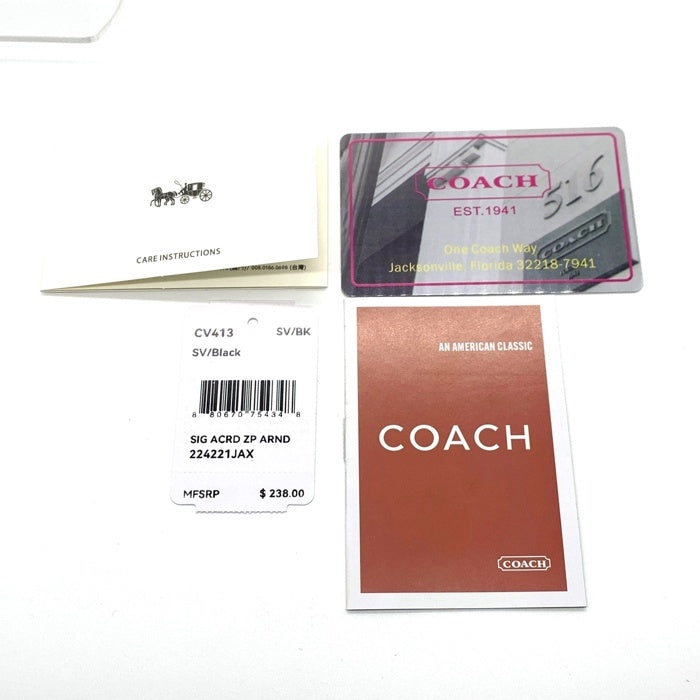 CARE INSTRUCTIONS
COACH
EST.1941
516
COACH
One Coach Way
Jacksonville, Florida 32218-7941
CV413 SV/BK
SV/Black
8 80670 75434 8
SIG ACRD ZP ARND
224221JAX
MFSRP $ 238.00
AN AMERICAN CLASSIC
COACH
COACH